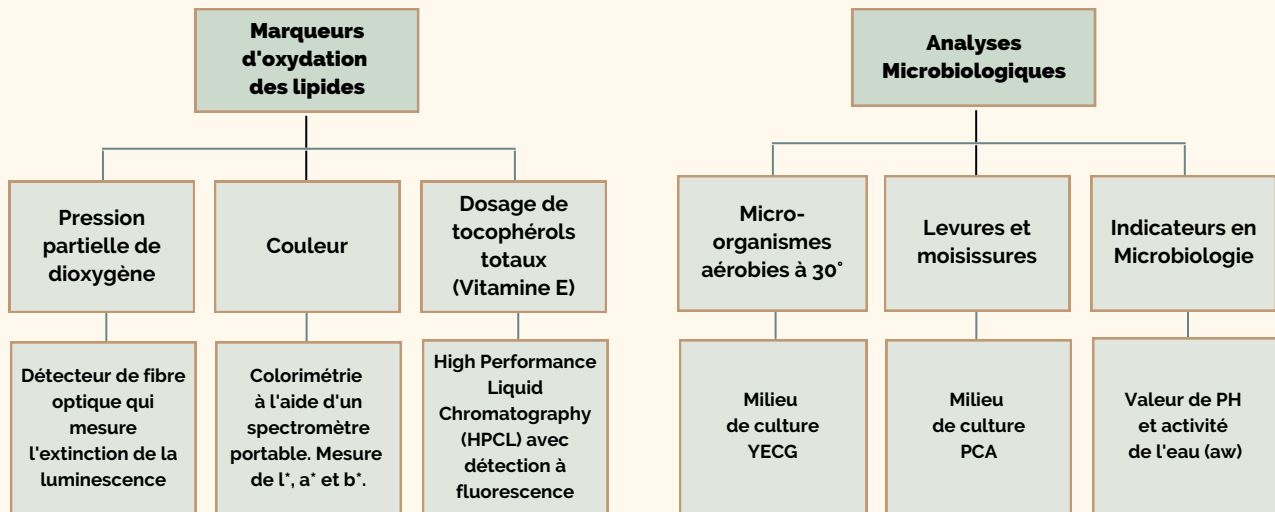 Marqueurs
d'oxydation
des lipides
Pression
partielle de
dioxygène
Couleur
Dosage de
tocophérols
totaux
(Vitamine E)
Détecteur de fibre
optique qui
mesure
l'extinction de la
luminescence
Colorimétrie
à l'aide d'un
spectromètre
portable. Mesure
de l*, a* et b*.
High Performance
Liquid
Chromatography
(HPCL) avec
détection à
fluorescence
Analyses
Microbiologiques
Micro-
organismes
aérobies à 30°
Levures et
moisissures
Indicateurs en
Microbiologie
Milieu
de culture
YECG
Milieu
de culture
PCA
Valeur de PH
et activité
de l'eau (aw)